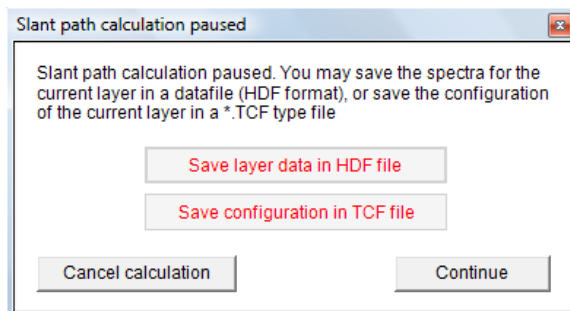 Slant path calculation paused
Slant path calculation paused. You may save the spectra for the
current layer in a datafile (HDF format), or save the configuration
of the current layer in a *.TCF type file
Save layer data in HDF file
Save configuration in TCF file
Cancel calculation
Continue